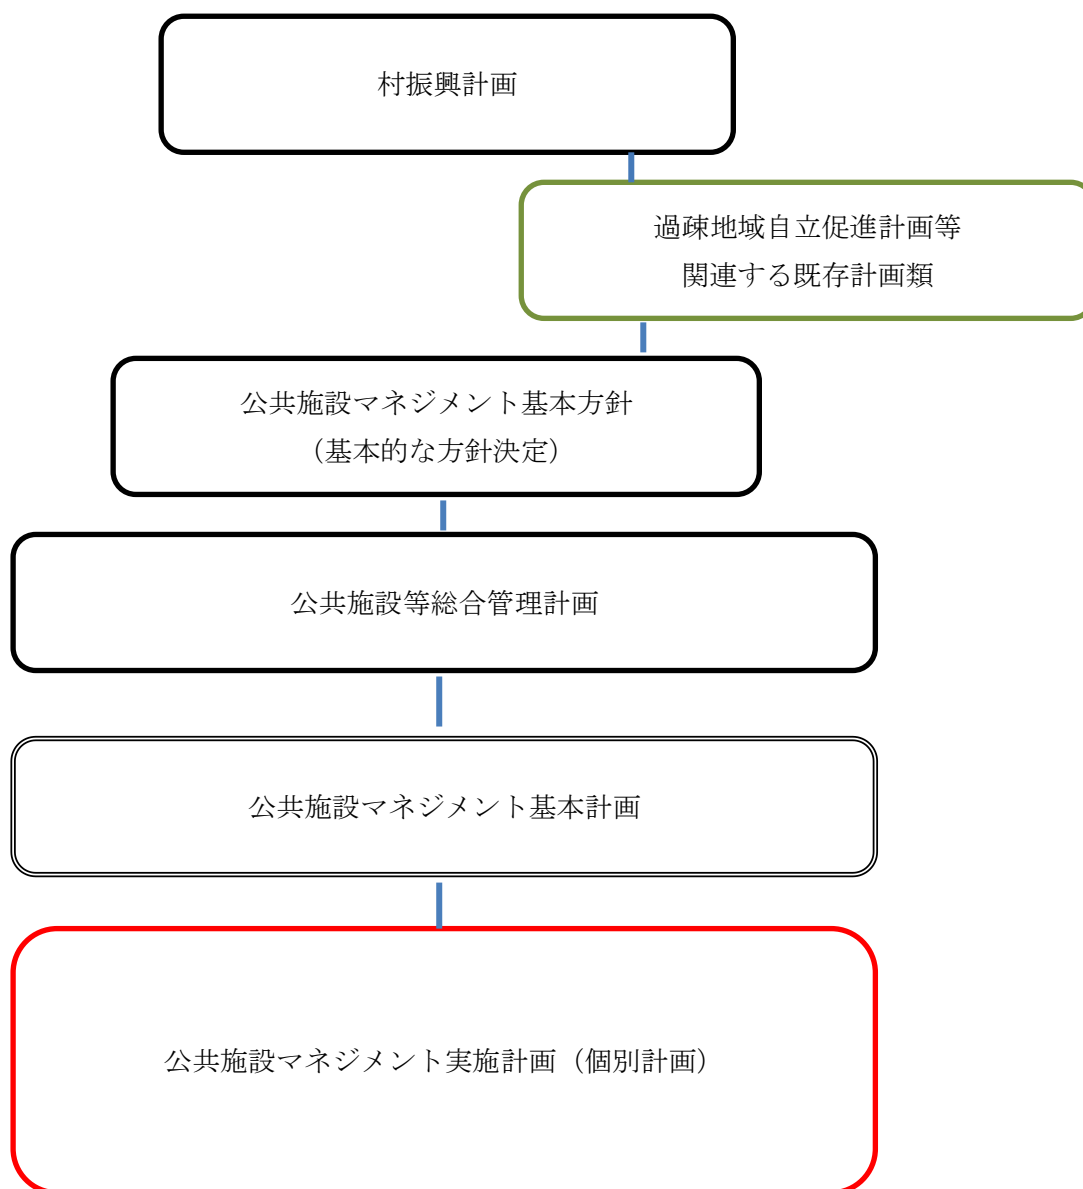 村振興計画
過疎地域自立促進計画等
関連する既存計画類
公共施設マネジメント基本方針
（基本的な方針決定）
公共施設等総合管理計画
公共施設マネジメント基本計画
公共施設マネジメント実施計画（個別計画）